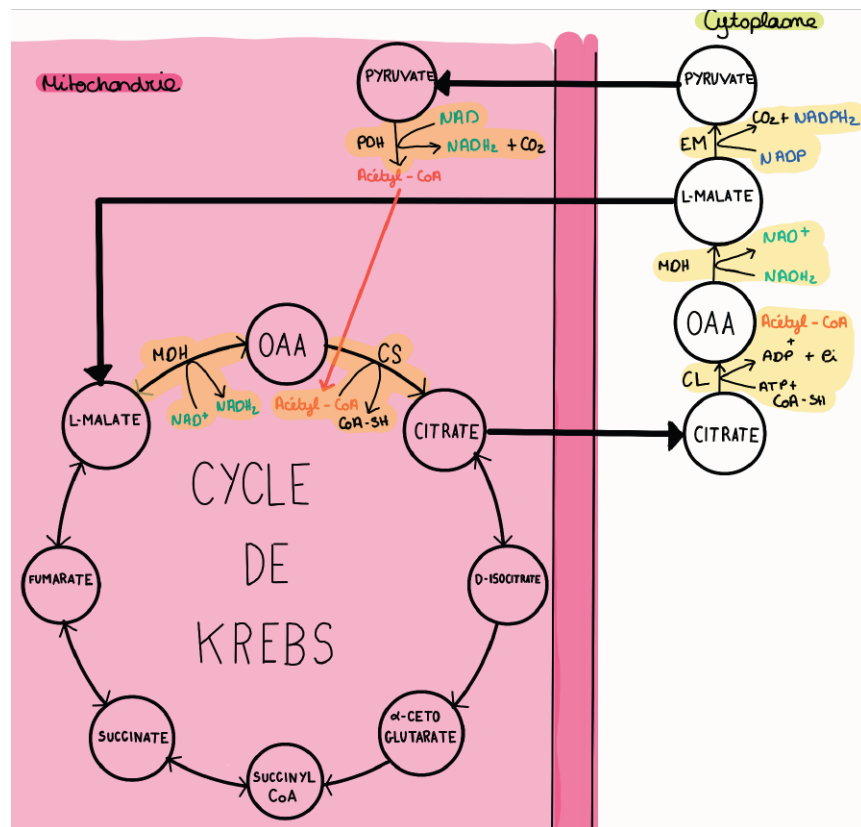 Cytoplasme
Mitochondrie
PYRUVATE
PYRUVATE
PDH
NAD
NADH2 + CO2
Acétyl-CoA
EM
CO2 + NADPH2
NADP
L-MALATE
MDH
NAD+
NADH2
OAA
Acétyl-CoA
+
ADP + Pi
CL
ATP+
CoA-SH
CITRATE
MDH
OAA
CS
NAD+
NADH2
Acétyl-CoA
CoA-SH
L-MALATE
CITRATE
CYCLE
DE
KREBS
FUMARATE
D-ISOCITRATE
SUCCINATE
α-CETO
GLUTARATE
SUCCINYL
CoA